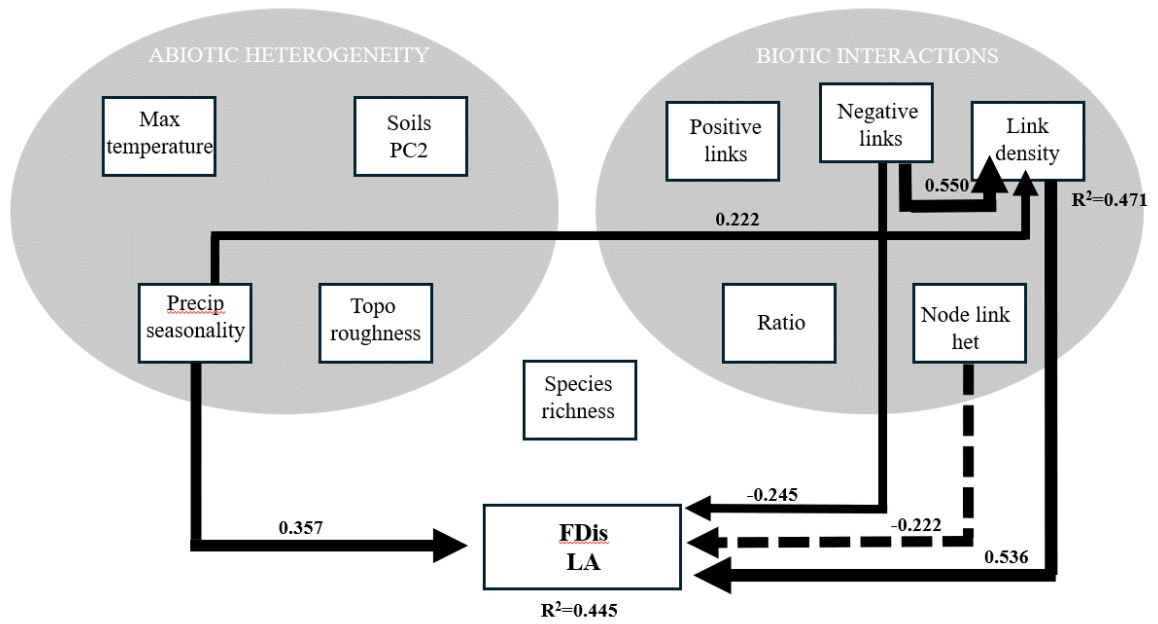 ABIOTIC HETEROGENEITY
BIOTIC INTERACTIONS
Max
temperature
Soils
PC2
Positive
links
Negative
links
Link
density
0.550
R²=0.471
0.222
Precip
seasonality
Topo
roughness
Ratio
Node link
het
Species
richness
-0.245
0.357
FDis
LA
-0.222
0.536
R²=0.445